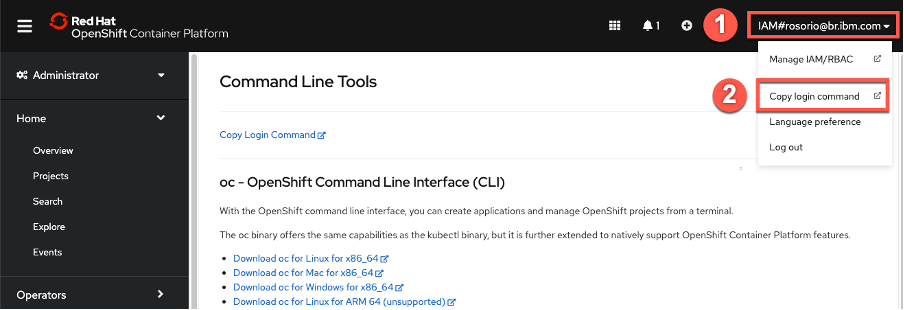 Red Hat
OpenShift Container Platform
1
1
IAM#rosorio@br.ibm.com
Manage IAM/RBAC
2
Copy login command
Language preference
Log out
Administrator
Home
Overview
Projects
Search
Explore
Events
Operators
Command Line Tools
Copy Login Command
oc - OpenShift Command Line Interface (CLI)
With the OpenShift command line interface, you can create applications and manage OpenShift projects from a terminal.
The oc binary offers the same capabilities as the kubectl binary, but it is further extended to natively support OpenShift Container Platform features.
Download oc for Linux for x86_64
Download oc for Mac for x86_64
Download oc for Windows for x86_64
Download oc for Linux for ARM 64 (unsupported)